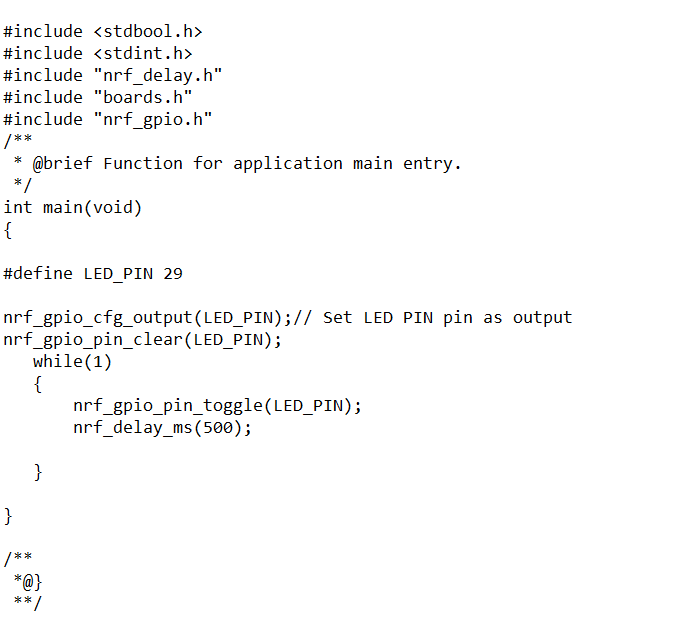 #include <stdbool.h>
#include <stdint.h>
#include "nrf_delay.h"
#include "boards.h"
#include "nrf_gpio.h"
/**
 * @brief Function for application main entry.
 */
int main(void)
{

#define LED_PIN 29

nrf_gpio_cfg_output(LED_PIN);// Set LED PIN pin as output
nrf_gpio_pin_clear(LED_PIN);
   while(1)
   {
       nrf_gpio_pin_toggle(LED_PIN);
       nrf_delay_ms(500);

   }

}

/**
 *@}
 **/